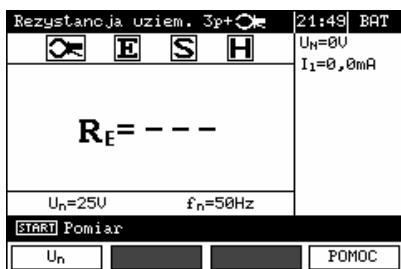 Rezystancja uziem. 3p+ 21:49 BAT
E S H
UN=0V
I1=0,0mA
RE= ---
Un=25V fn=50Hz
START Pomiar
Un POMOC